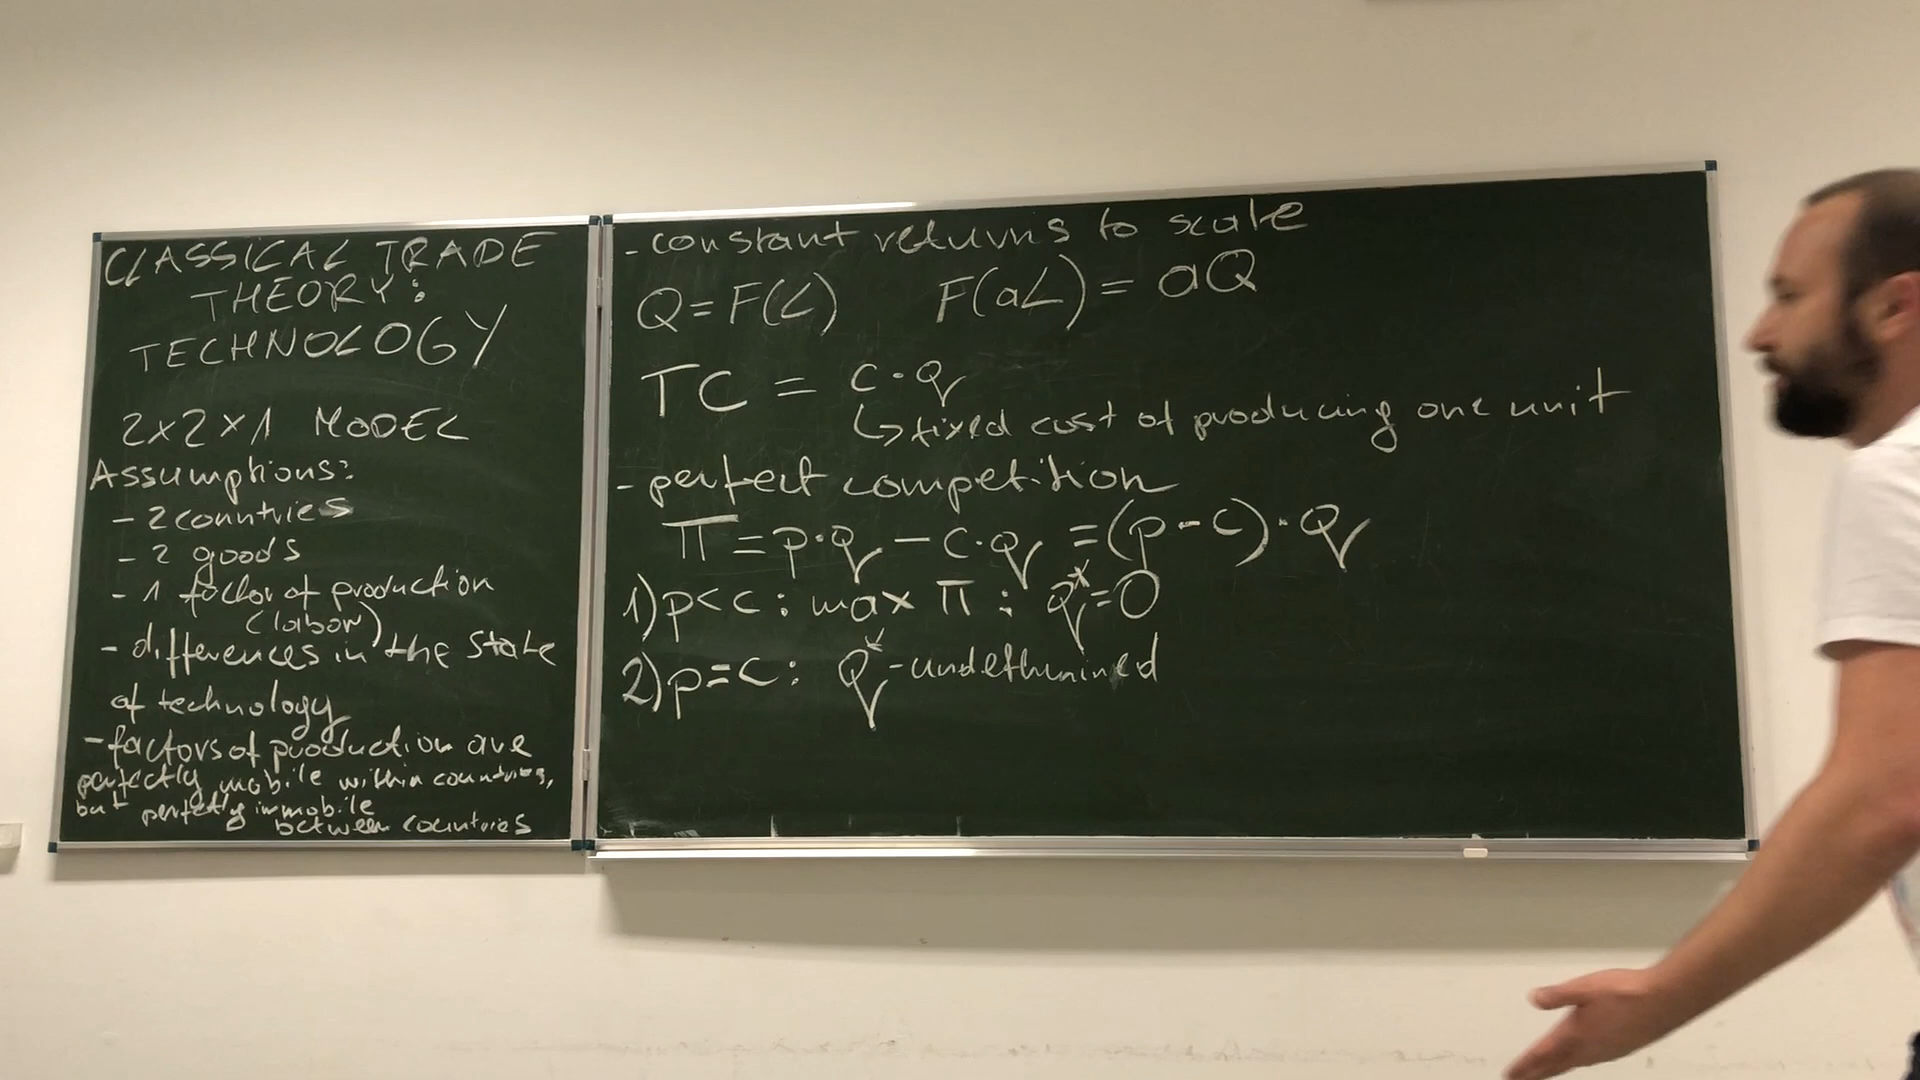 CLASSICAL TRADE
THEORY:
TECHNOLOGY
2x2x1 MODEL
Assumptions:
- 2 countries
- 2 goods
- 1 factor of production
(labor)
- differences in the state
of technology
- factors of production are
perfectly mobile within countries,
but perfectly immobile
between countries
- constant returns to scale
Q = F(L) F(aL) = aQ
TC = c·Q
↳ fixed cost of producing one unit
- perfect competition
Π = p·Q - c·Q = (p-c)·Q
1) p<c : max Π : Q* = 0
2) p=c : Q* - undetermined